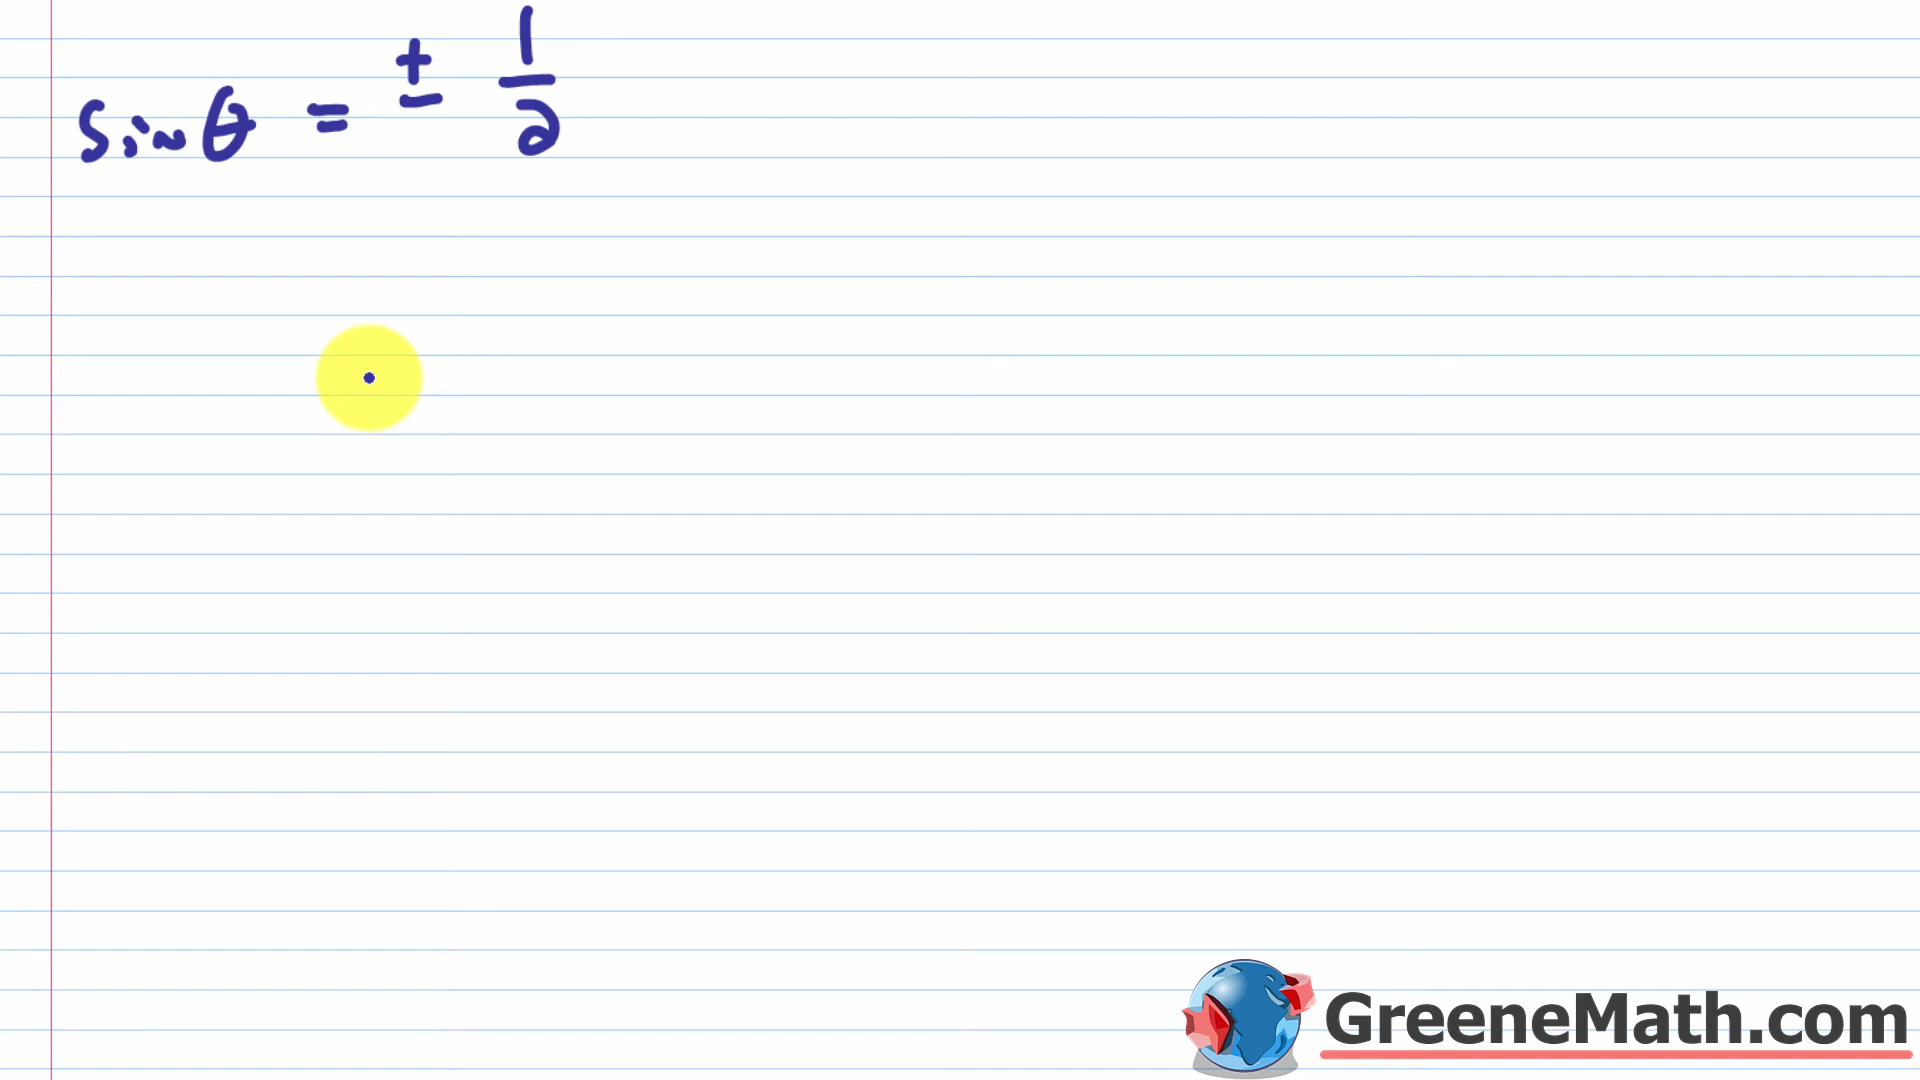 sin θ = ± 1/2
GreeneMath.com